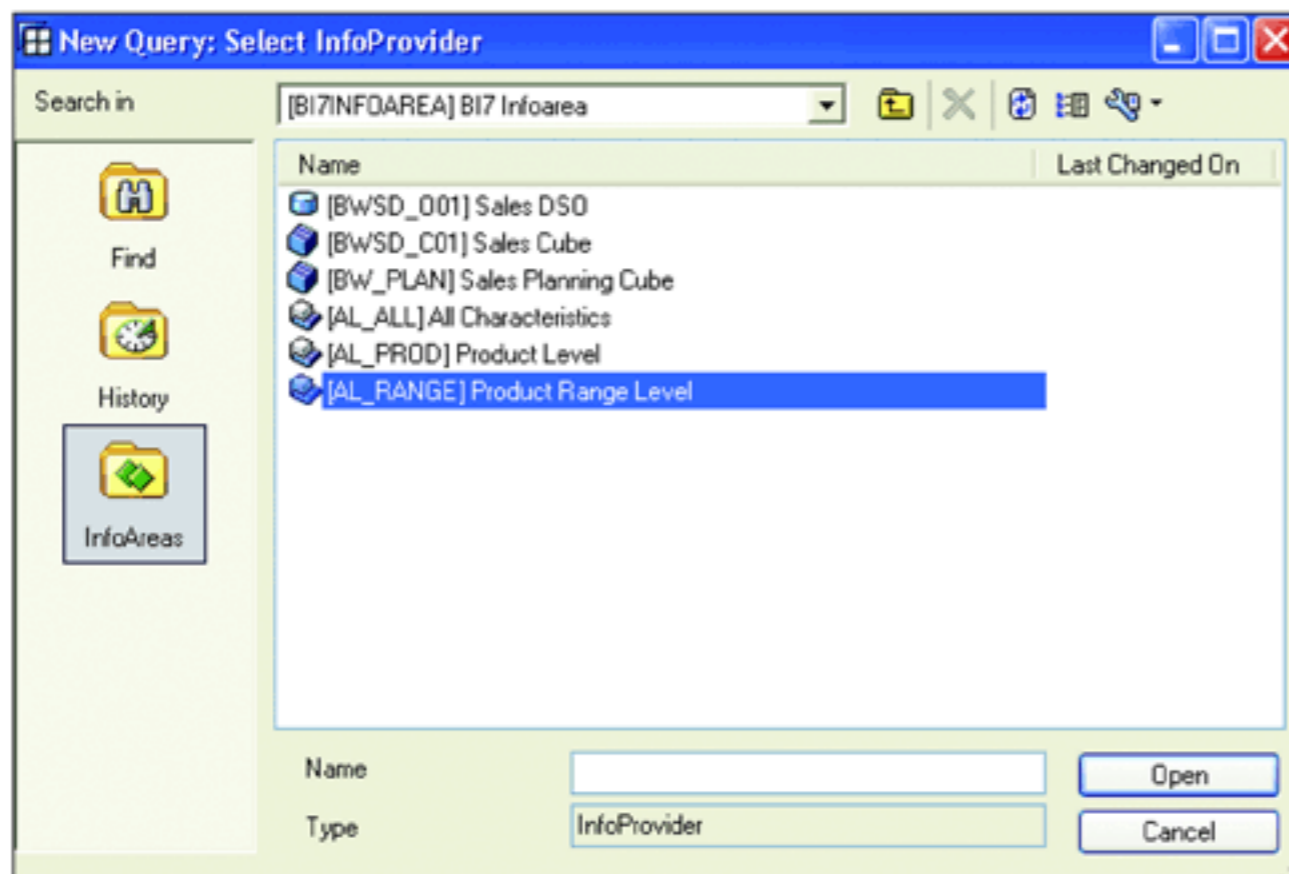 New Query: Select InfoProvider
Search in
[BI7INFOAREA] BI7 Infoarea
Name Last Changed On
[BWSD_O01] Sales DSO
[BWSD_C01] Sales Cube
[BW_PLAN] Sales Planning Cube
[AL_ALL] All Characteristics
[AL_PROD] Product Level
[AL_RANGE] Product Range Level
Find
History
InfoAreas
Name
Open
Type InfoProvider
Cancel